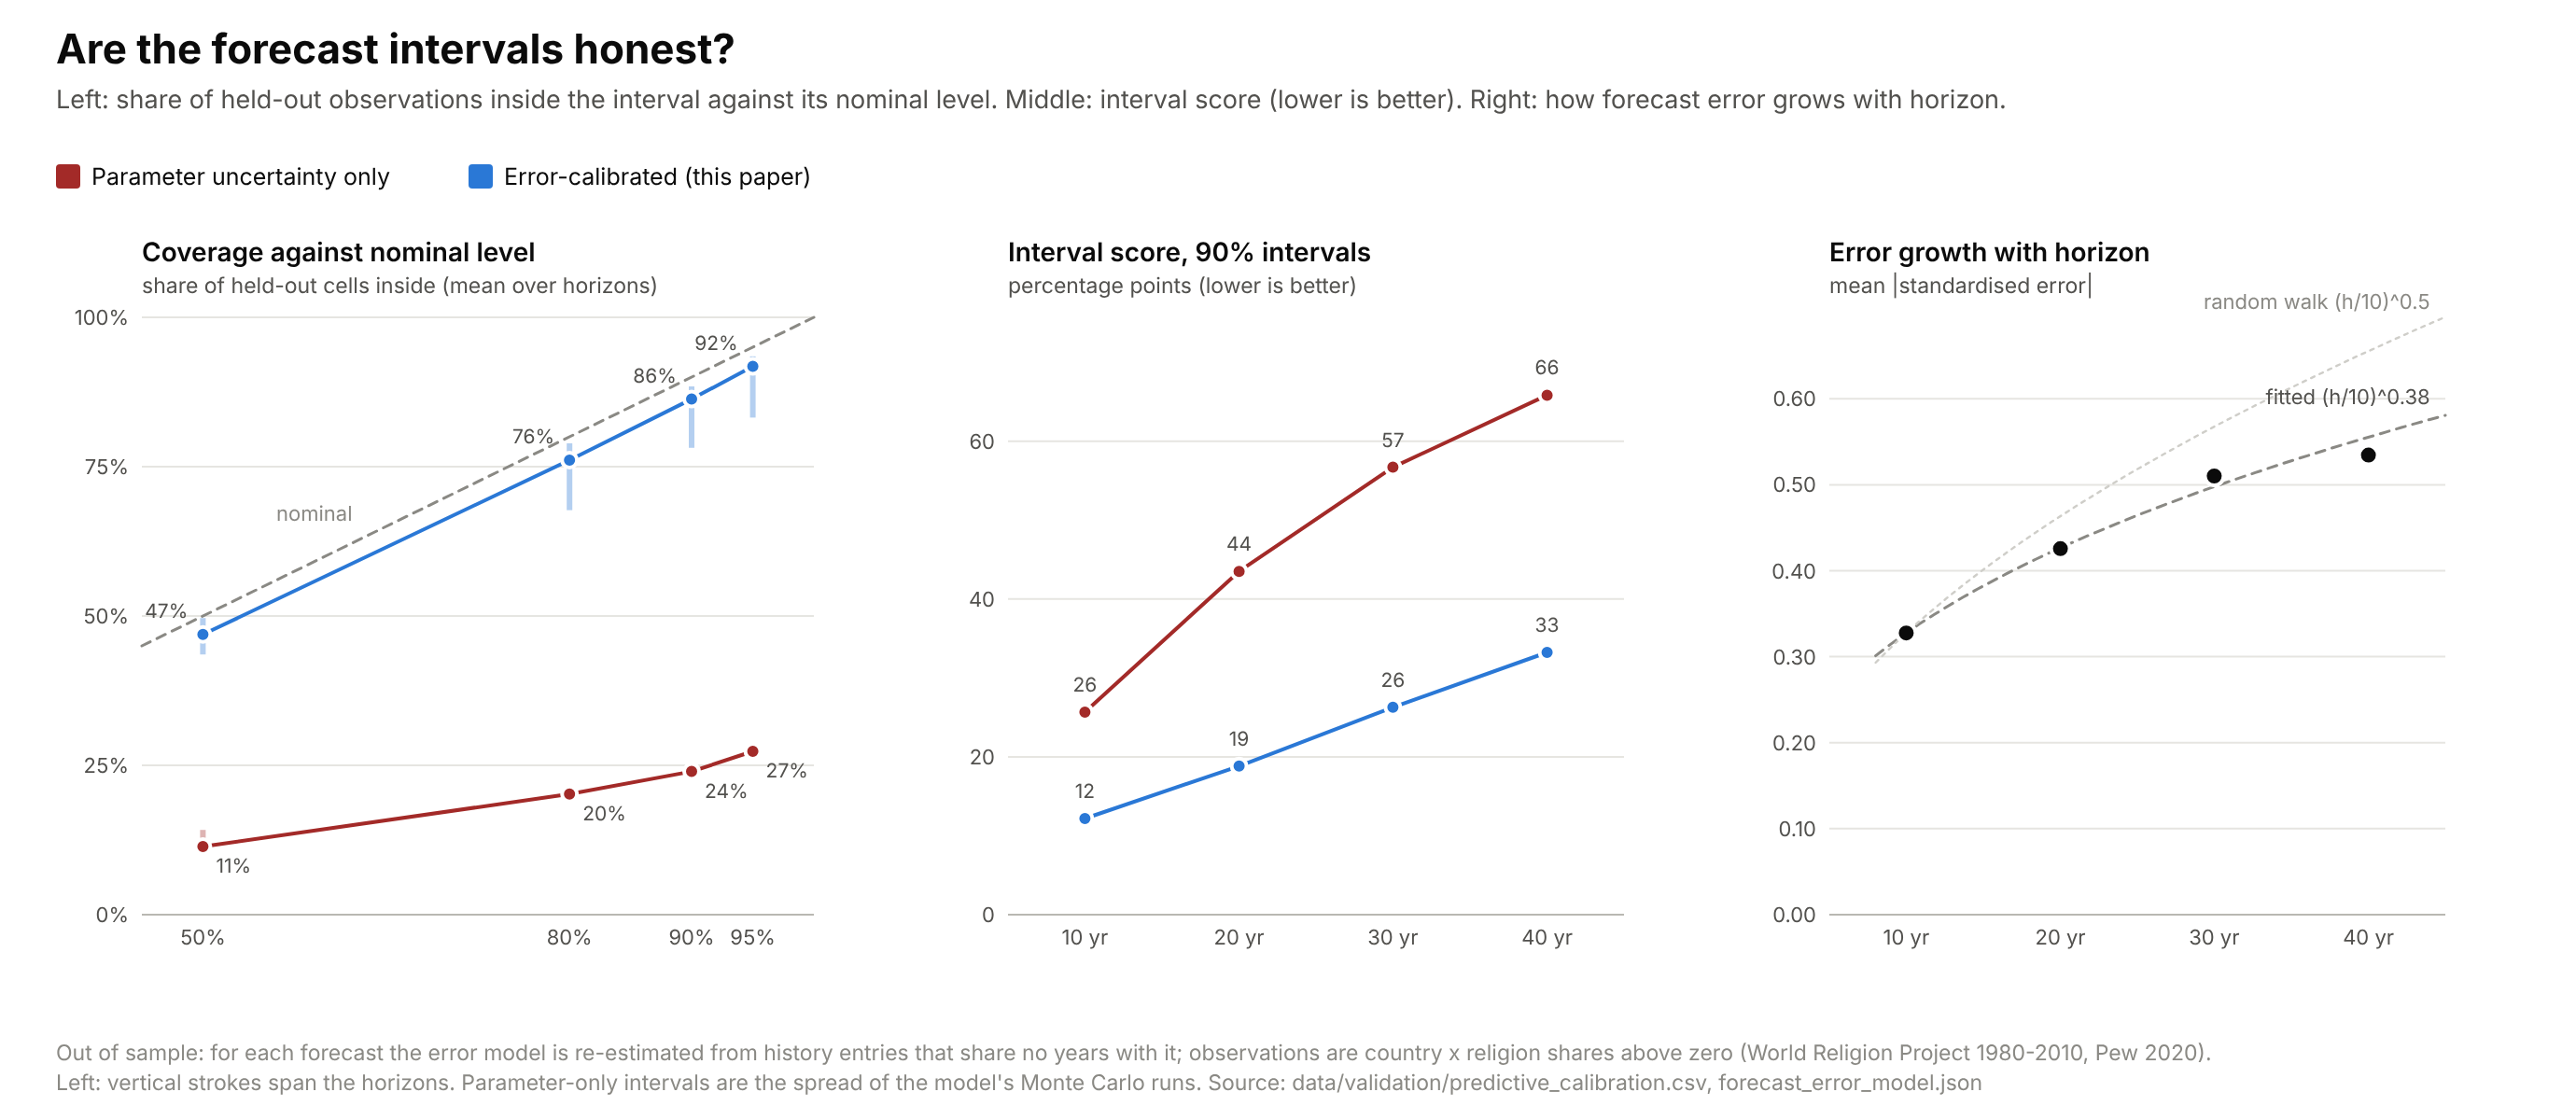 Are the forecast intervals honest?
Left: share of held-out observations inside the interval against its nominal level. Middle: interval score (lower is better). Right: how forecast error grows with horizon.
Parameter uncertainty only
Error-calibrated (this paper)
Coverage against nominal level
share of held-out cells inside (mean over horizons)
100%
75%
50%
25%
0%
nominal
47%
76%
86%
92%
11%
20%
24%
27%
50%
80%
90%
95%
Interval score, 90% intervals
percentage points (lower is better)
60
40
20
0
26
44
57
66
12
19
26
33
10 yr
20 yr
30 yr
40 yr
Error growth with horizon
mean |standardised error|
random walk (h/10)^0.5
fitted (h/10)^0.38
0.60
0.50
0.40
0.30
0.20
0.10
0.00
10 yr
20 yr
30 yr
40 yr
Out of sample: for each forecast the error model is re-estimated from history entries that share no years with it; observations are country x religion shares above zero (World Religion Project 1980-2010, Pew 2020).
Left: vertical strokes span the horizons. Parameter-only intervals are the spread of the model's Monte Carlo runs. Source: data/validation/predictive_calibration.csv, forecast_error_model.json